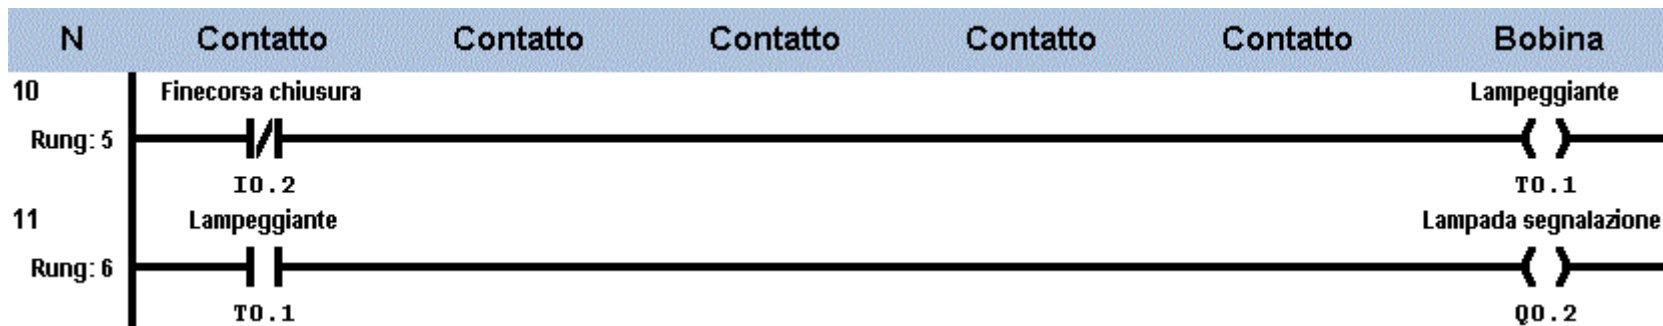 N Contatto Contatto Contatto Contatto Contatto Bobina
10 Finecorsa chiusura Lampeggiante
Rung: 5
I0.2 T0.1
11 Lampeggiante Lampada segnalazione
Rung: 6
T0.1 Q0.2